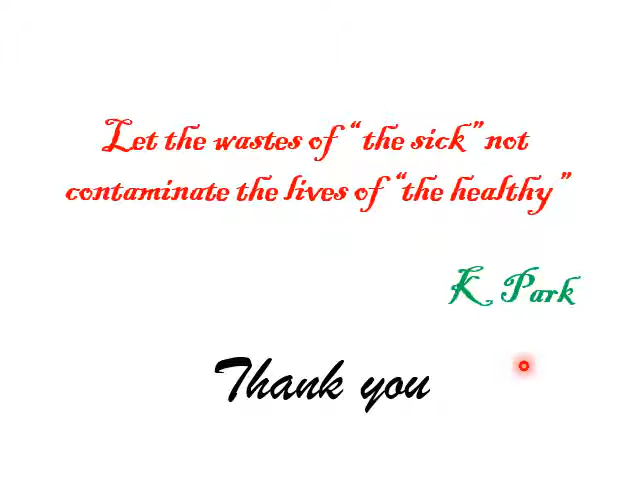 Let the wastes of “the sick” not
contaminate the lives of “the healthy”
K. Park
Thank you